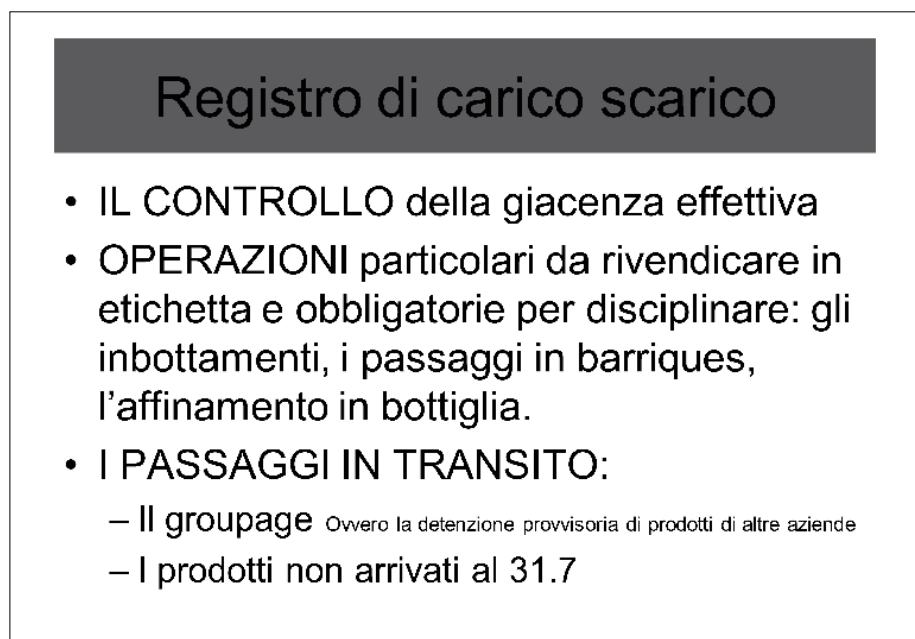 Registro di carico scarico
• IL CONTROLLO della giacenza effettiva
• OPERAZIONI particolari da rivendicare in
etichetta e obbligatorie per disciplinare: gli
inbottamenti, i passaggi in barriques,
l'affinamento in bottiglia.
• I PASSAGGI IN TRANSITO:
– Il groupage Ovvero la detenzione provvisoria di prodotti di altre aziende
– I prodotti non arrivati al 31.7